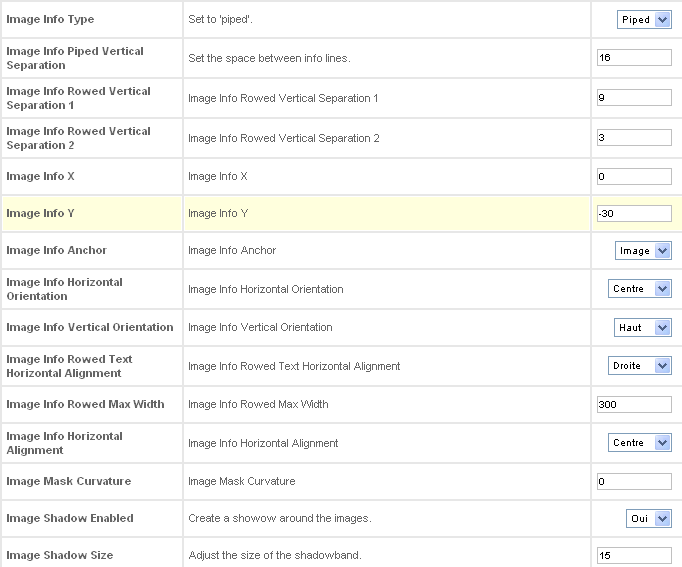 Image Info Type Set to 'piped'. Piped
Image Info Piped Vertical
Separation Set the space between info lines. 16
Image Info Rowed Vertical
Separation 1 Image Info Rowed Vertical Separation 1 9
Image Info Rowed Vertical
Separation 2 Image Info Rowed Vertical Separation 2 3
Image Info X Image Info X 0
Image Info Y Image Info Y -30
Image Info Anchor Image Info Anchor Image
Image Info Horizontal
Orientation Image Info Horizontal Orientation Centre
Image Info Vertical Orientation Image Info Vertical Orientation Haut
Image Info Rowed Text
Horizontal Alignment Image Info Rowed Text Horizontal Alignment Droite
Image Info Rowed Max Width Image Info Rowed Max Width 300
Image Info Horizontal
Alignment Image Info Horizontal Alignment Centre
Image Mask Curvature Image Mask Curvature 0
Image Shadow Enabled Create a showow around the images. Oui
Image Shadow Size Adjust the size of the shadowband. 15